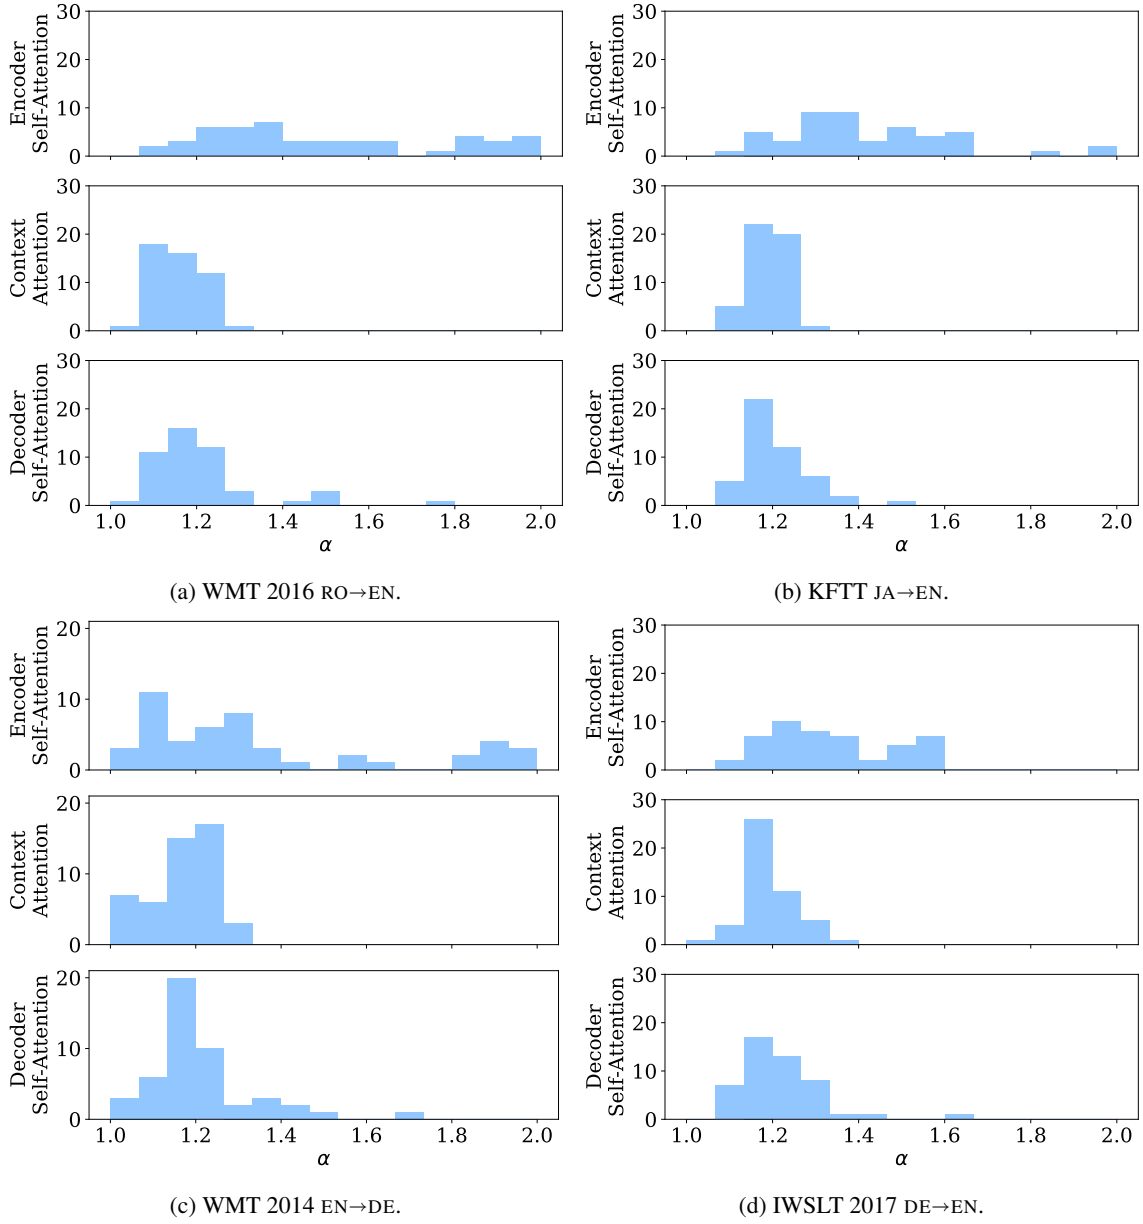 30
20
10
0
Encoder
Self-Attention
30
20
10
0
Context
Attention
30
20
10
0
Decoder
Self-Attention
1.0 1.2 1.4 1.6 1.8 2.0
α
(a) WMT 2016 RO→EN.
30
20
10
0
Encoder
Self-Attention
30
20
10
0
Context
Attention
30
20
10
0
Decoder
Self-Attention
1.0 1.2 1.4 1.6 1.8 2.0
α
(b) KFTT JA→EN.
20
10
0
Encoder
Self-Attention
20
10
0
Context
Attention
20
10
0
Decoder
Self-Attention
1.0 1.2 1.4 1.6 1.8 2.0
α
(c) WMT 2014 EN→DE.
30
20
10
0
Encoder
Self-Attention
30
20
10
0
Context
Attention
30
20
10
0
Decoder
Self-Attention
1.0 1.2 1.4 1.6 1.8 2.0
α
(d) IWSLT 2017 DE→EN.